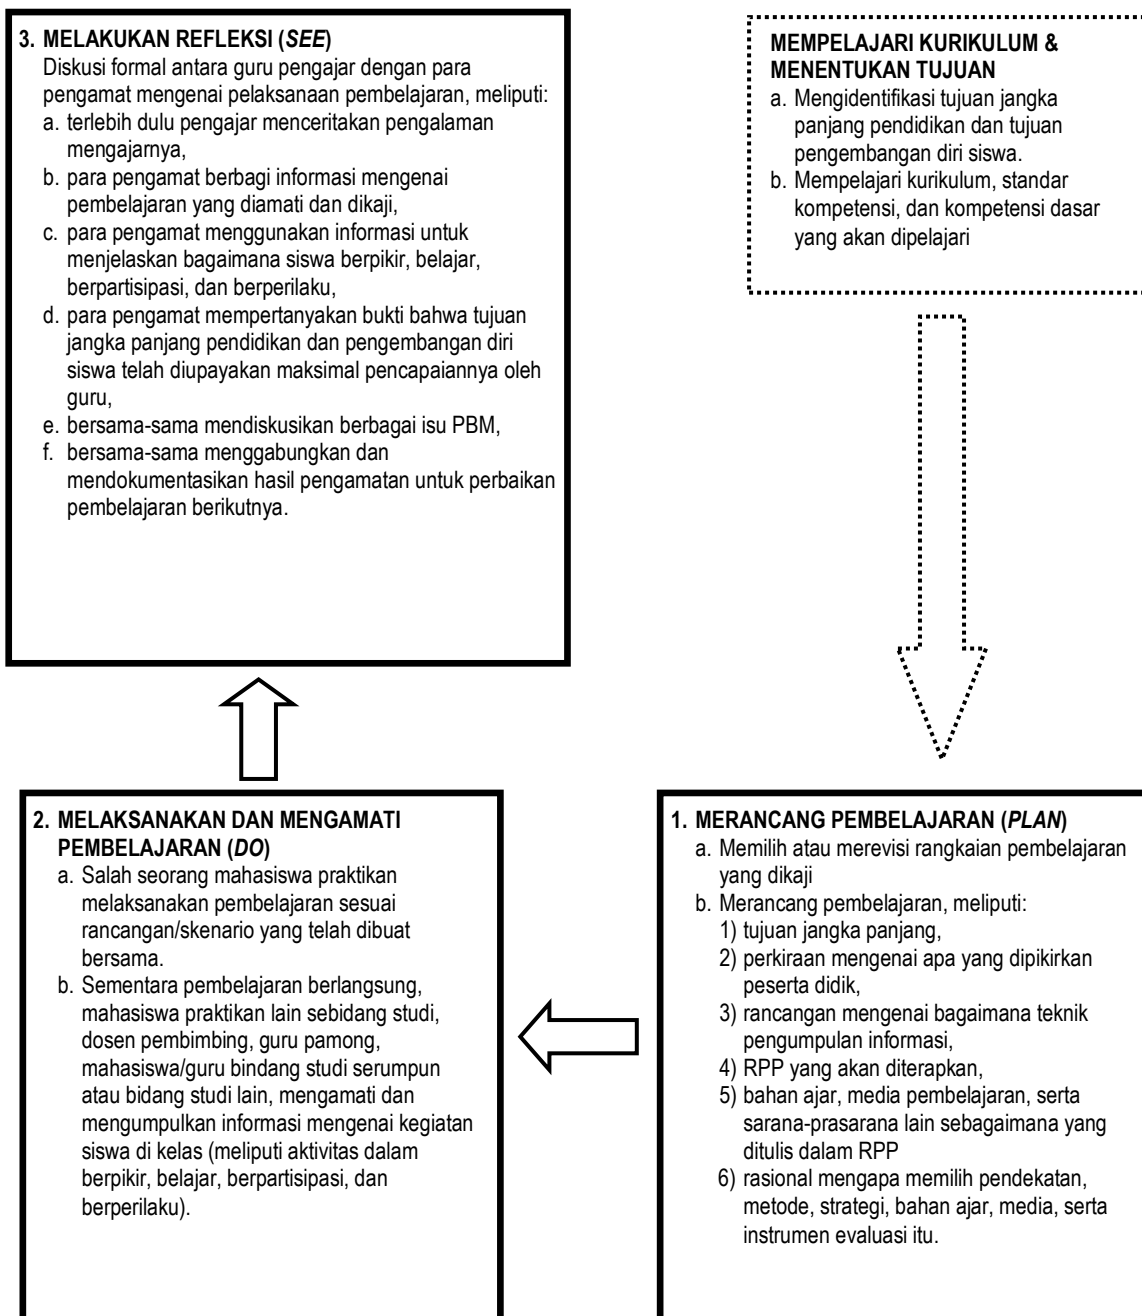 3. MELAKUKAN REFLEKSI (SEE)
Diskusi formal antara guru pengajar dengan para
pengamat mengenai pelaksanaan pembelajaran, meliputi:
a. terlebih dulu pengajar menceritakan pengalaman
mengajarnya,
b. para pengamat berbagi informasi mengenai
pembelajaran yang diamati dan dikaji,
c. para pengamat menggunakan informasi untuk
menjelaskan bagaimana siswa berpikir, belajar,
berpartisipasi, dan berperilaku,
d. para pengamat mempertanyakan bukti bahwa tujuan
jangka panjang pendidikan dan pengembangan diri
siswa telah diupayakan maksimal pencapaiannya oleh
guru,
e. bersama-sama mendiskusikan berbagai isu PBM,
f. bersama-sama menggabungkan dan
mendokumentasikan hasil pengamatan untuk perbaikan
pembelajaran berikutnya.
MEMPELAJARI KURIKULUM &
MENENTUKAN TUJUAN
a. Mengidentifikasi tujuan jangka
panjang pendidikan dan tujuan
pengembangan diri siswa.
b. Mempelajari kurikulum, standar
kompetensi, dan kompetensi dasar
yang akan dipelajari
1. MERANCANG PEMBELAJARAN (PLAN)
a. Memilih atau merevisi rangkaian pembelajaran
yang dikaji
b. Merancang pembelajaran, meliputi:
1) tujuan jangka panjang,
2) perkiraan mengenai apa yang dipikirkan
peserta didik,
3) rancangan mengenai bagaimana teknik
pengumpulan informasi,
4) RPP yang akan diterapkan,
5) bahan ajar, media pembelajaran, serta
sarana-prasarana lain sebagaimana yang
ditulis dalam RPP
6) rasional mengapa memilih pendekatan,
metode, strategi, bahan ajar, media, serta
instrumen evaluasi itu.
2. MELAKSANAKAN DAN MENGAMATI
PEMBELAJARAN (DO)
a. Salah seorang mahasiswa praktikan
melaksanakan pembelajaran sesuai
rancangan/skenario yang telah dibuat
bersama.
b. Sementara pembelajaran berlangsung,
mahasiswa praktikan lain sebidang studi,
dosen pembimbing, guru pamong,
mahasiswa/guru bindang studi serumpun
atau bidang studi lain, mengamati dan
mengumpulkan informasi mengenai kegiatan
siswa di kelas (meliputi aktivitas dalam
berpikir, belajar, berpartisipasi, dan
berperilaku).